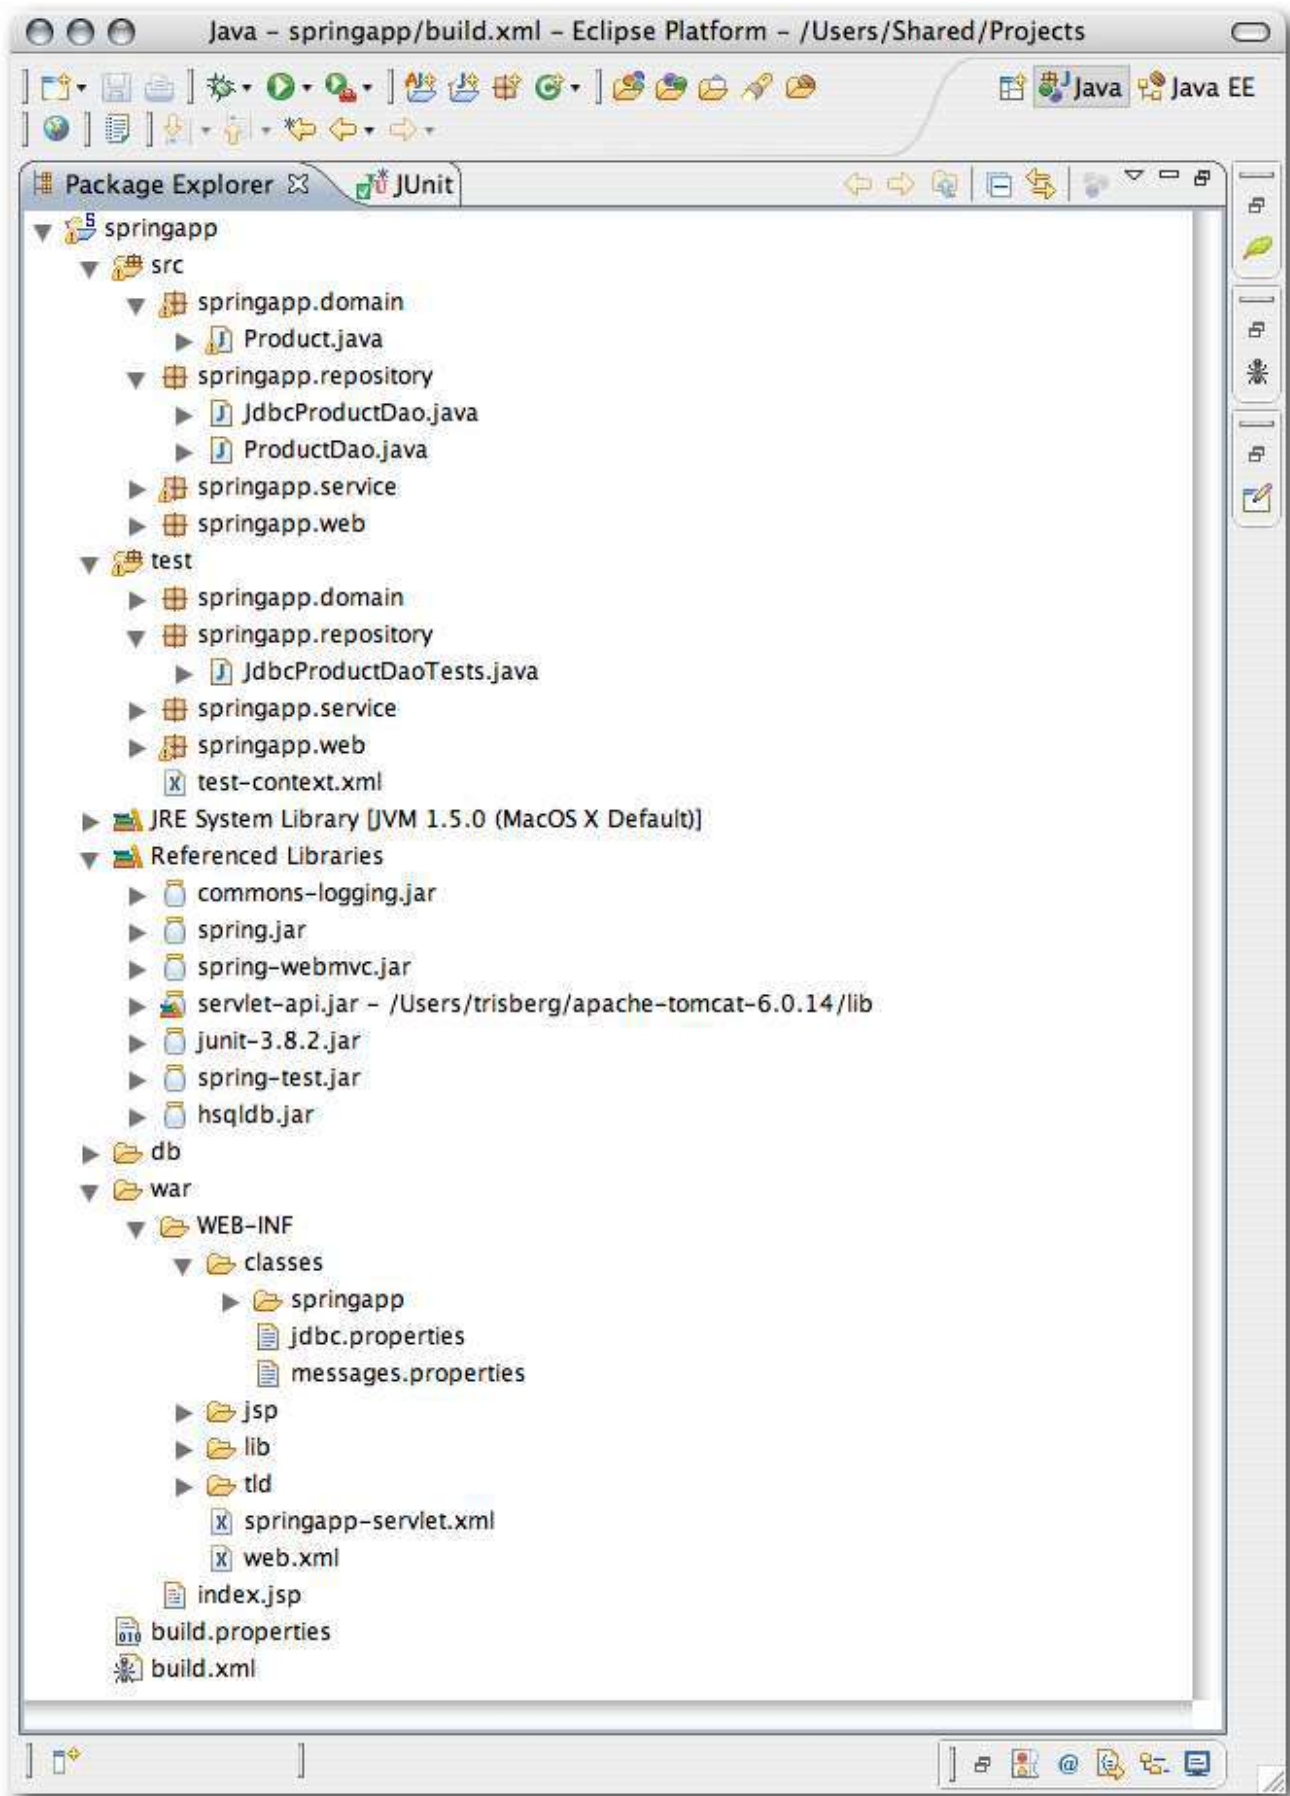 Java – springapp/build.xml – Eclipse Platform – /Users/Shared/Projects
Java Java EE
Package Explorer JUnit
springapp
src
springapp.domain
Product.java
springapp.repository
JdbcProductDao.java
ProductDao.java
springapp.service
springapp.web
test
springapp.domain
springapp.repository
JdbcProductDaoTests.java
springapp.service
springapp.web
test-context.xml
JRE System Library [JVM 1.5.0 (MacOS X Default)]
Referenced Libraries
commons-logging.jar
spring.jar
spring-webmvc.jar
servlet-api.jar – /Users/trisberg/apache-tomcat-6.0.14/lib
junit-3.8.2.jar
spring-test.jar
hsqldb.jar
db
war
WEB-INF
classes
springapp
jdbc.properties
messages.properties
jsp
lib
tld
springapp-servlet.xml
web.xml
index.jsp
build.properties
build.xml